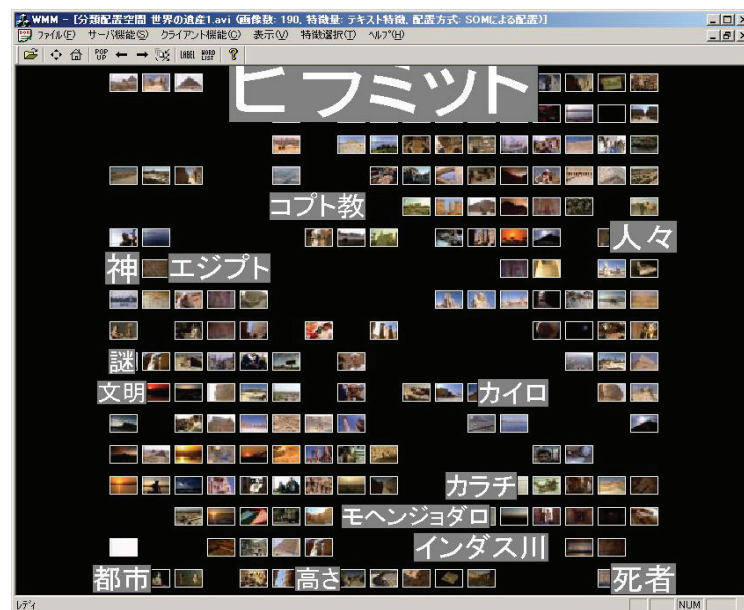 WMM - [分類配置空間 世界の遺産1.avi (画像数: 190, 特徴量: テキスト特徴, 配置方式: SOMによる配置)]
ファイル(F) サーバ機能(S) クライアント機能(C) 表示(V) 特徴選択(T) ヘルプ(H)
POP UP LABEL WORD LIST
ピラミッド
コプト教
人々
神 エジプト
謎
文明 カイロ
カラチ
モヘンジョダロ
インダス川
都市 高さ 死者
レディ NUM